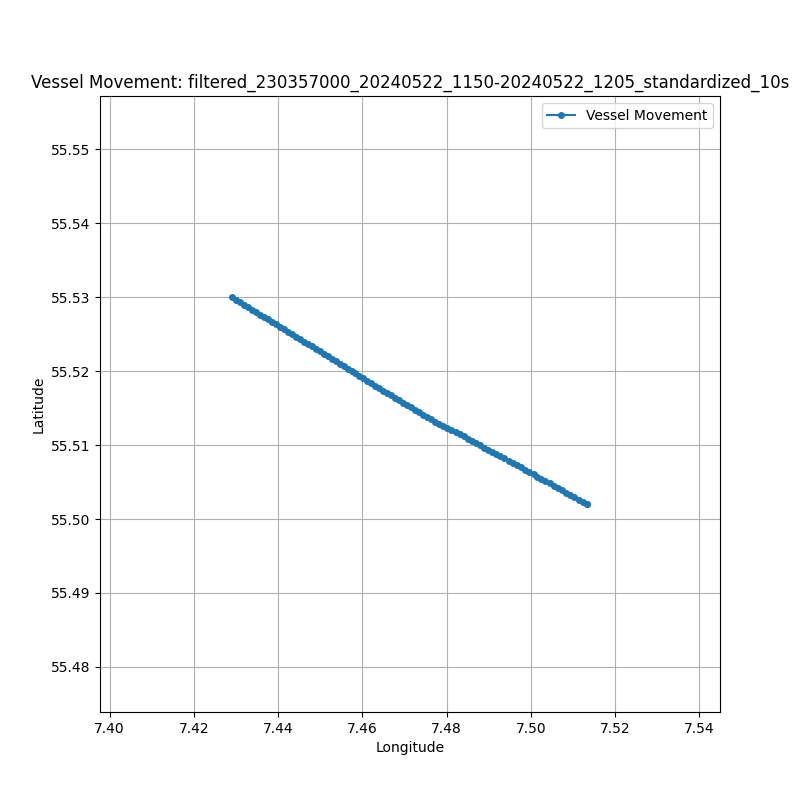 Vessel Movement: filtered_230357000_20240522_1150-20240522_1205_standardized_10s
Vessel Movement
55.55
55.54
55.53
55.52
55.51
55.50
55.49
55.48
Latitude
7.40 7.42 7.44 7.46 7.48 7.50 7.52 7.54
Longitude